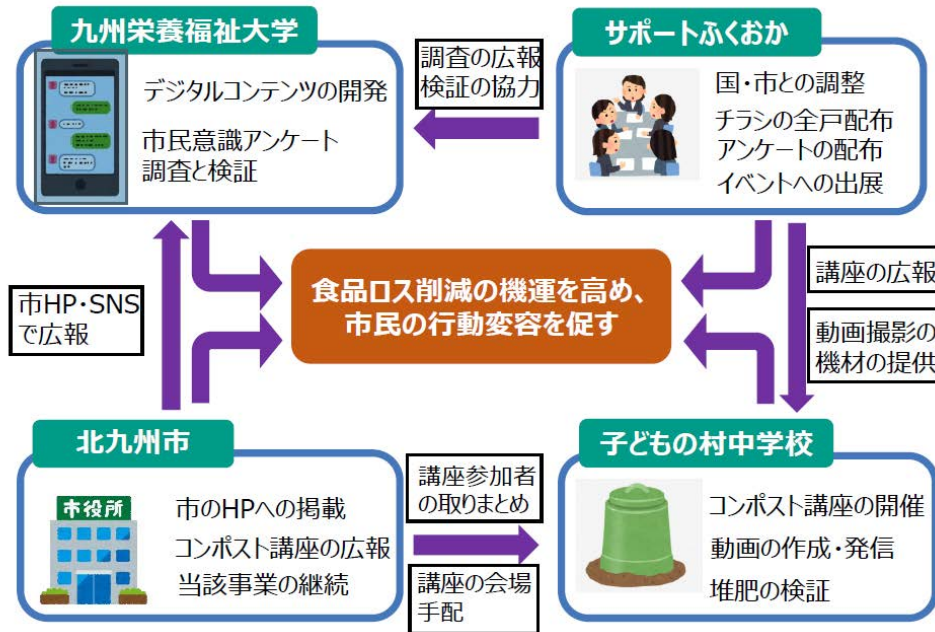 九州栄養福祉大学
デジタルコンテンツの開発
市民意識アンケート
調査と検証
調査の広報
検証の協力
サポートふくおか
国・市との調整
チラシの全戸配布
アンケートの配布
イベントへの出展
市HP・SNS
で広報
食品ロス削減の機運を高め、
市民の行動変容を促す
講座の広報
動画撮影の
機材の提供
北九州市
市役所
市のHPへの掲載
コンポスト講座の広報
当該事業の継続
講座参加者
の取りまとめ
講座の会場
手配
子どもの村中学校
コンポスト講座の開催
動画の作成・発信
堆肥の検証